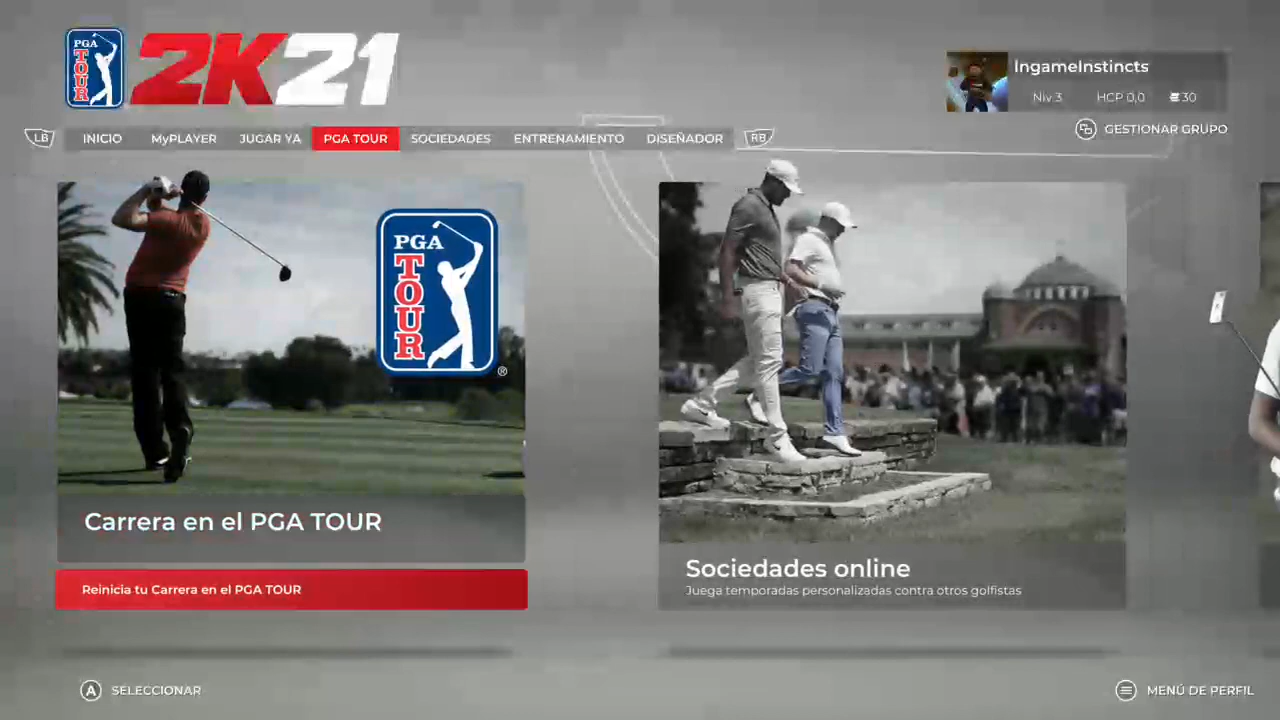 PGA
TOUR
2K21
IngameInstincts
Niv 3
HCP 0,0
30
LB
INICIO
MyPLAYER
JUGAR YA
PGA TOUR
SOCIEDADES
ENTRENAMIENTO
DISEÑADOR
RB
GESTIONAR GRUPO
PGA
TOUR
®
Carrera en el PGA TOUR
Reinicia tu Carrera en el PGA TOUR
Sociedades online
Juega temporadas personalizadas contra otros golfistas
A SELECCIONAR
MENÚ DE PERFIL